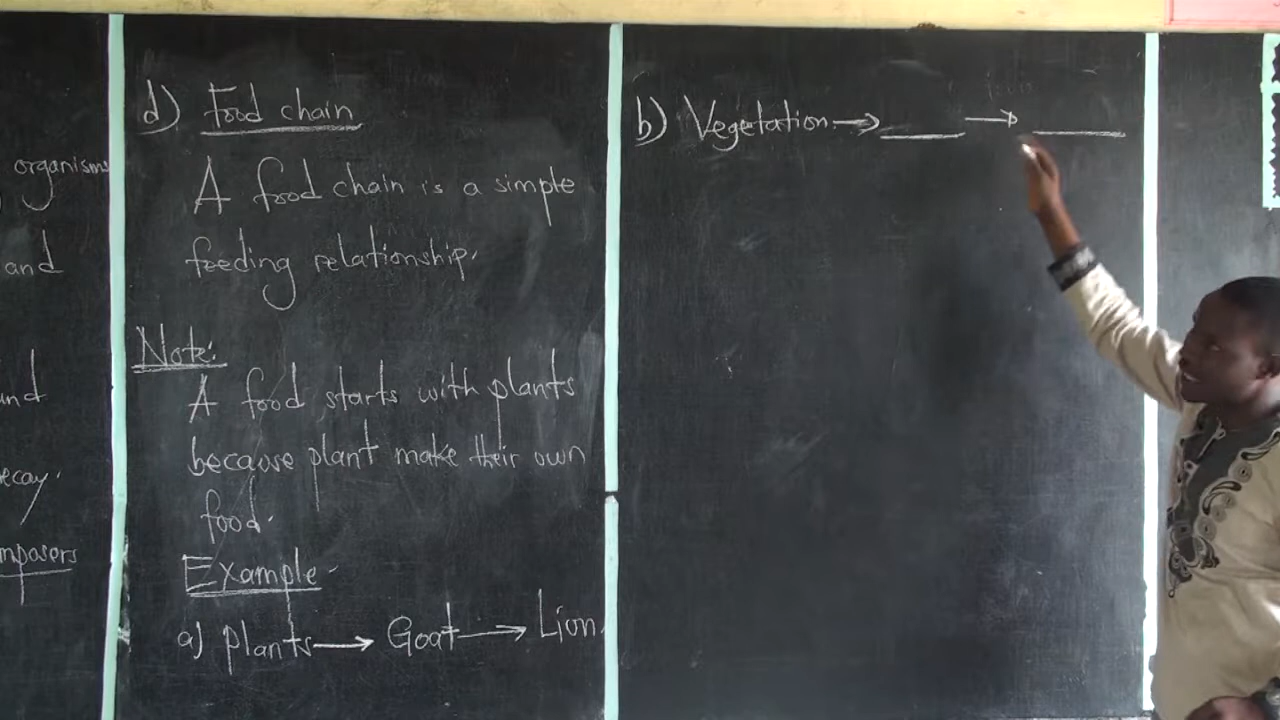 organisms
and
and
ecay.
mposers
d) Food chain
A food chain is a simple
feeding relationship.
Note:
A food starts with plants
because plant make their own
food.
Example-
a) plants→ Goat→ Lion.
b) Vegetation→ ____ → ____